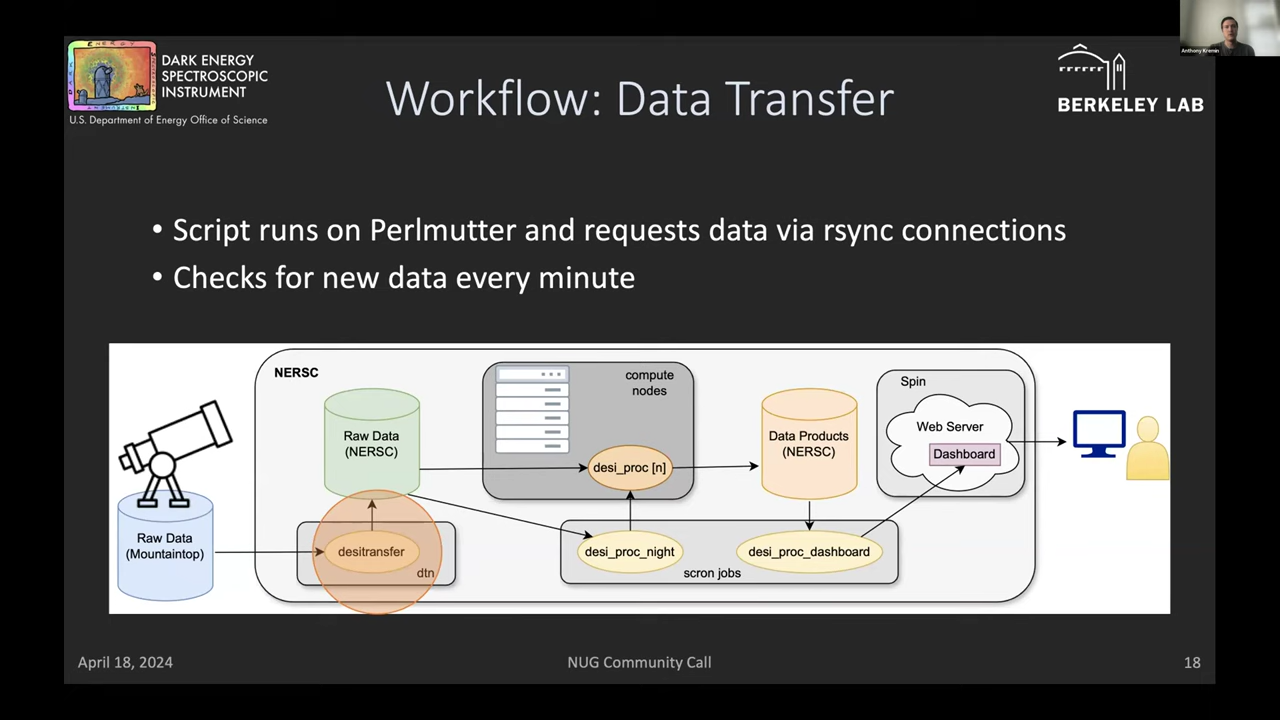 Anthony Kremin
DARK ENERGY
SPECTROSCOPIC
INSTRUMENT
U.S. Department of Energy Office of Science
Workflow: Data Transfer
BERKELEY LAB
• Script runs on Perlmutter and requests data via rsync connections
• Checks for new data every minute
NERSC
Raw Data
(Mountaintop)
Raw Data
(NERSC)
desitransfer
dtn
compute
nodes
desi_proc [n]
desi_proc_night
desi_proc_dashboard
scron jobs
Data Products
(NERSC)
Spin
Web Server
Dashboard
April 18, 2024
NUG Community Call
18